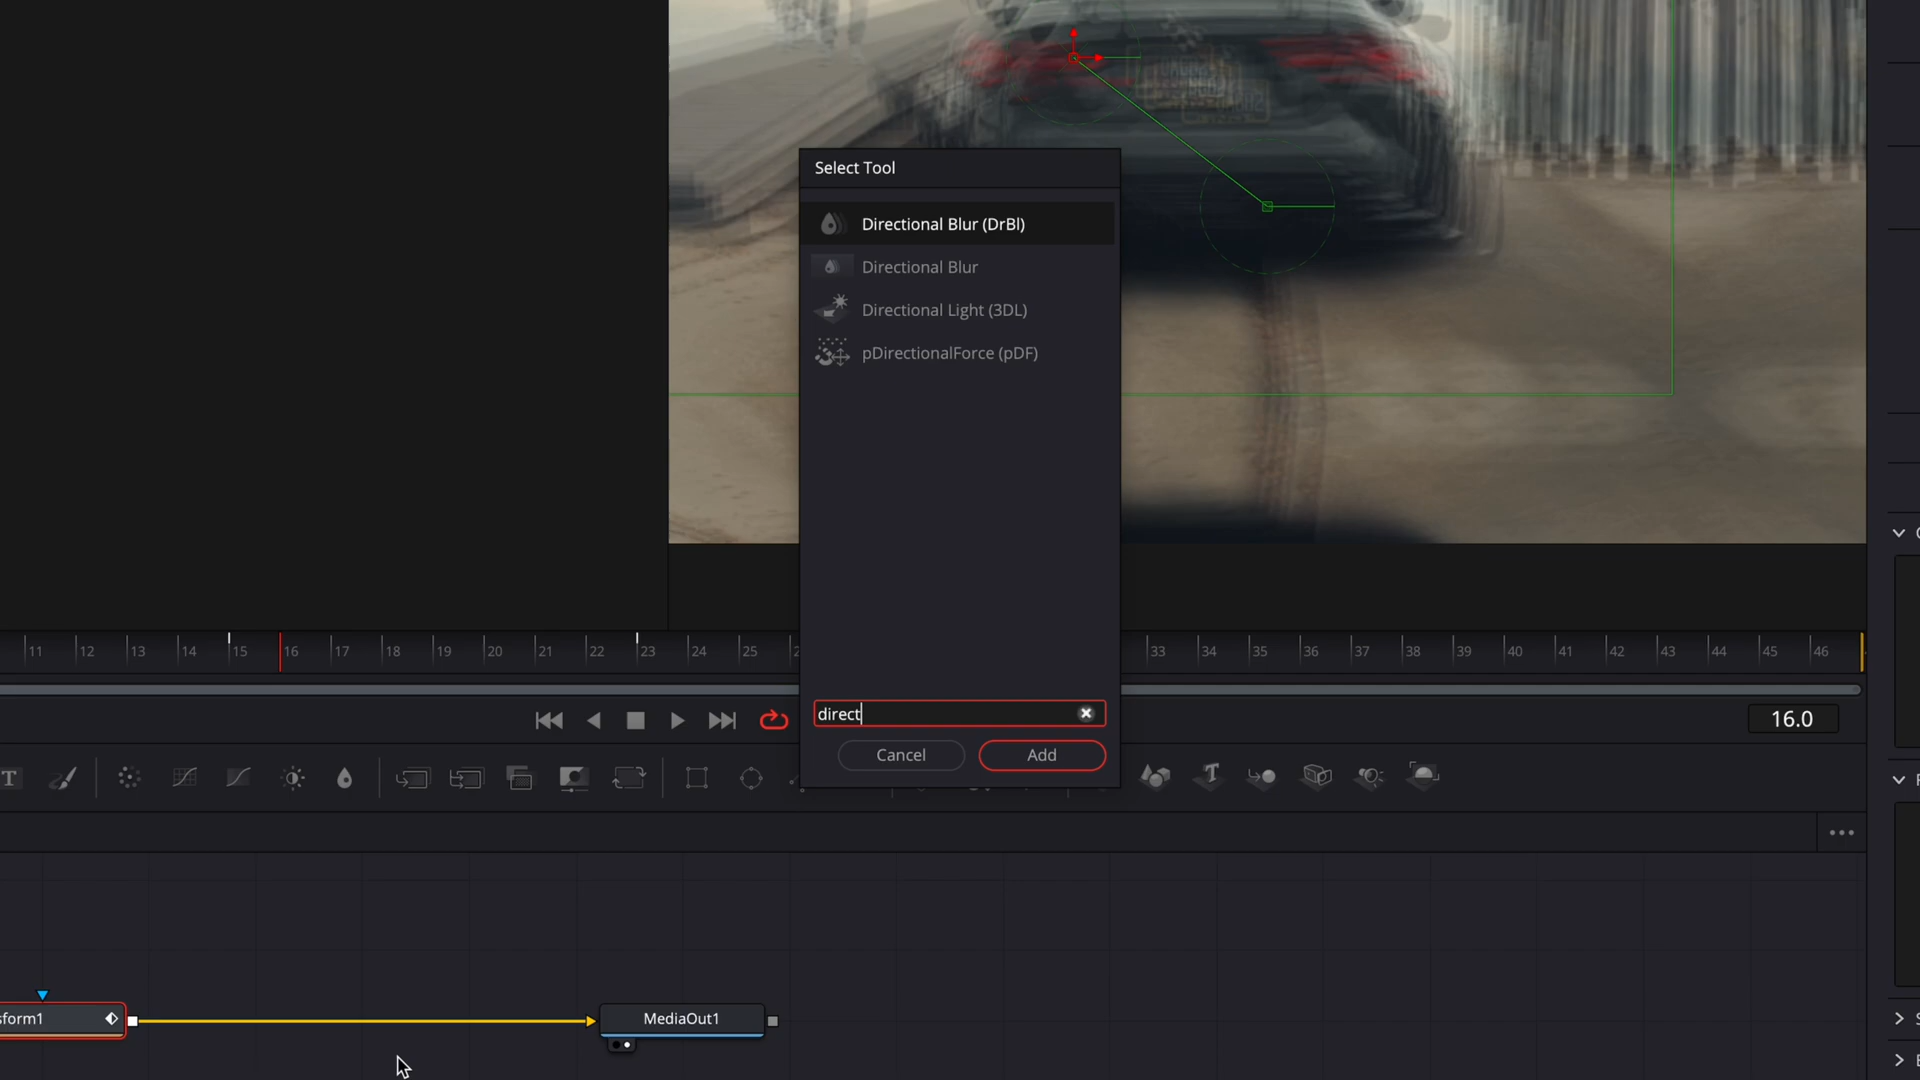 Select Tool
Directional Blur (DrBl)
Directional Blur
Directional Light (3DL)
pDirectionalForce (pDF)
11 12 13 14 15 16 17 18 19 20 21 22 23 24 25 33 34 35 36 37 38 39 40 41 42 43 44 45 46
direct
16.0
Cancel Add
T
sform1
MediaOut1